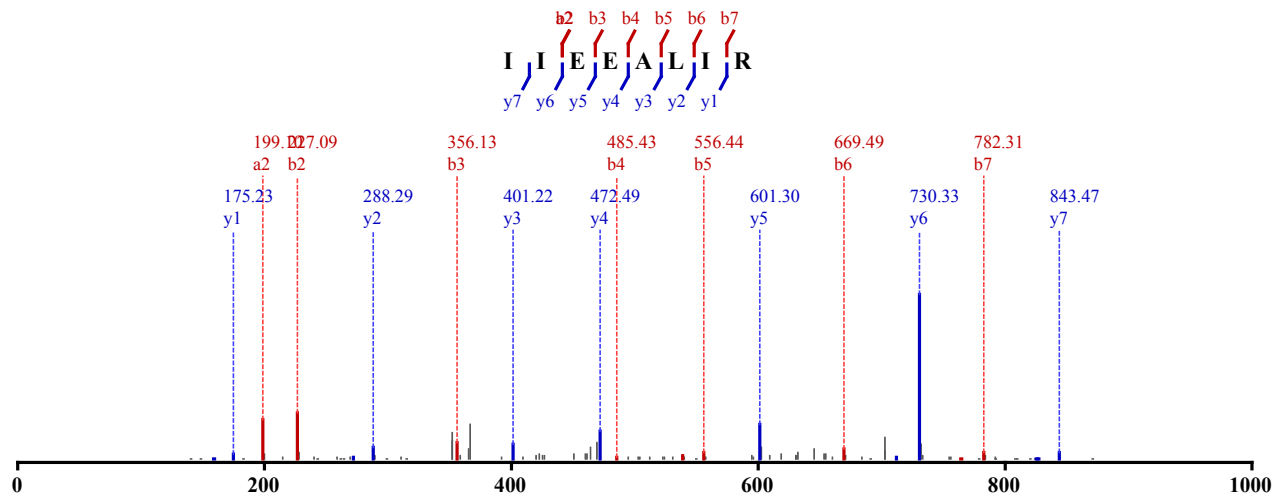 a2 b2 b3 b4 b5 b6 b7
I I E E A L I R
y7 y6 y5 y4 y3 y2 y1
199.10 227.09 356.13 485.43 556.44 669.49 782.31
a2 b2 b3 b4 b5 b6 b7
175.23 288.29 401.22 472.49 601.30 730.33 843.47
y1 y2 y3 y4 y5 y6 y7
0 200 400 600 800 1000